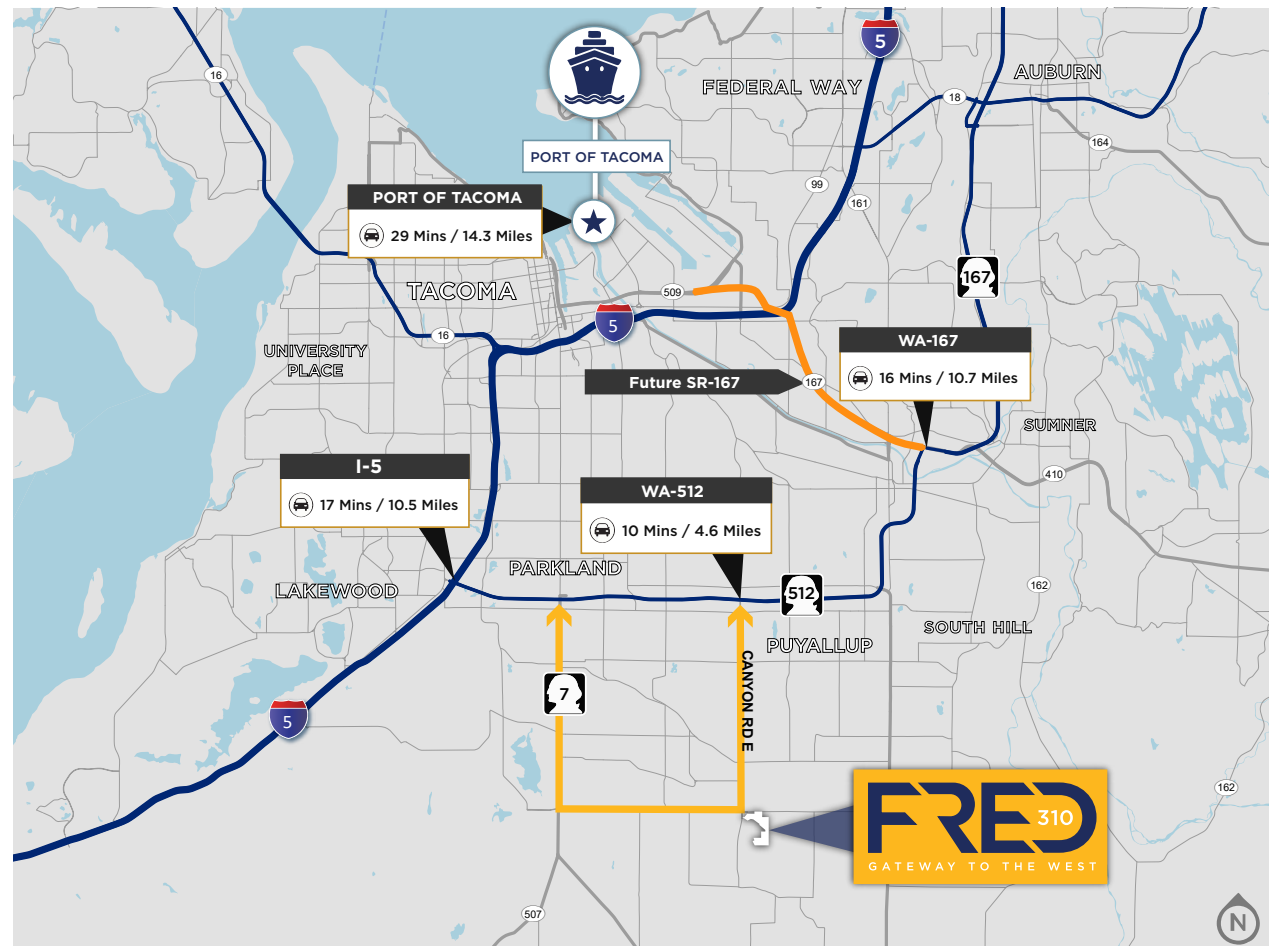 5
AUBURN
FEDERAL WAY
16
18
164
PORT OF TACOMA
99
161
PORT OF TACOMA
29 Mins / 14.3 Miles
167
TACOMA
509
5
16
WA-167
16 Mins / 10.7 Miles
UNIVERSITY
PLACE
Future SR-167
167
SUMNER
I-5
17 Mins / 10.5 Miles
410
WA-512
10 Mins / 4.6 Miles
PARKLAND
LAKEWOOD
512
162
SOUTH HILL
PUYALLUP
CANYON RD E
7
5
162
FRED
310
GATEWAY TO THE WEST
507
N